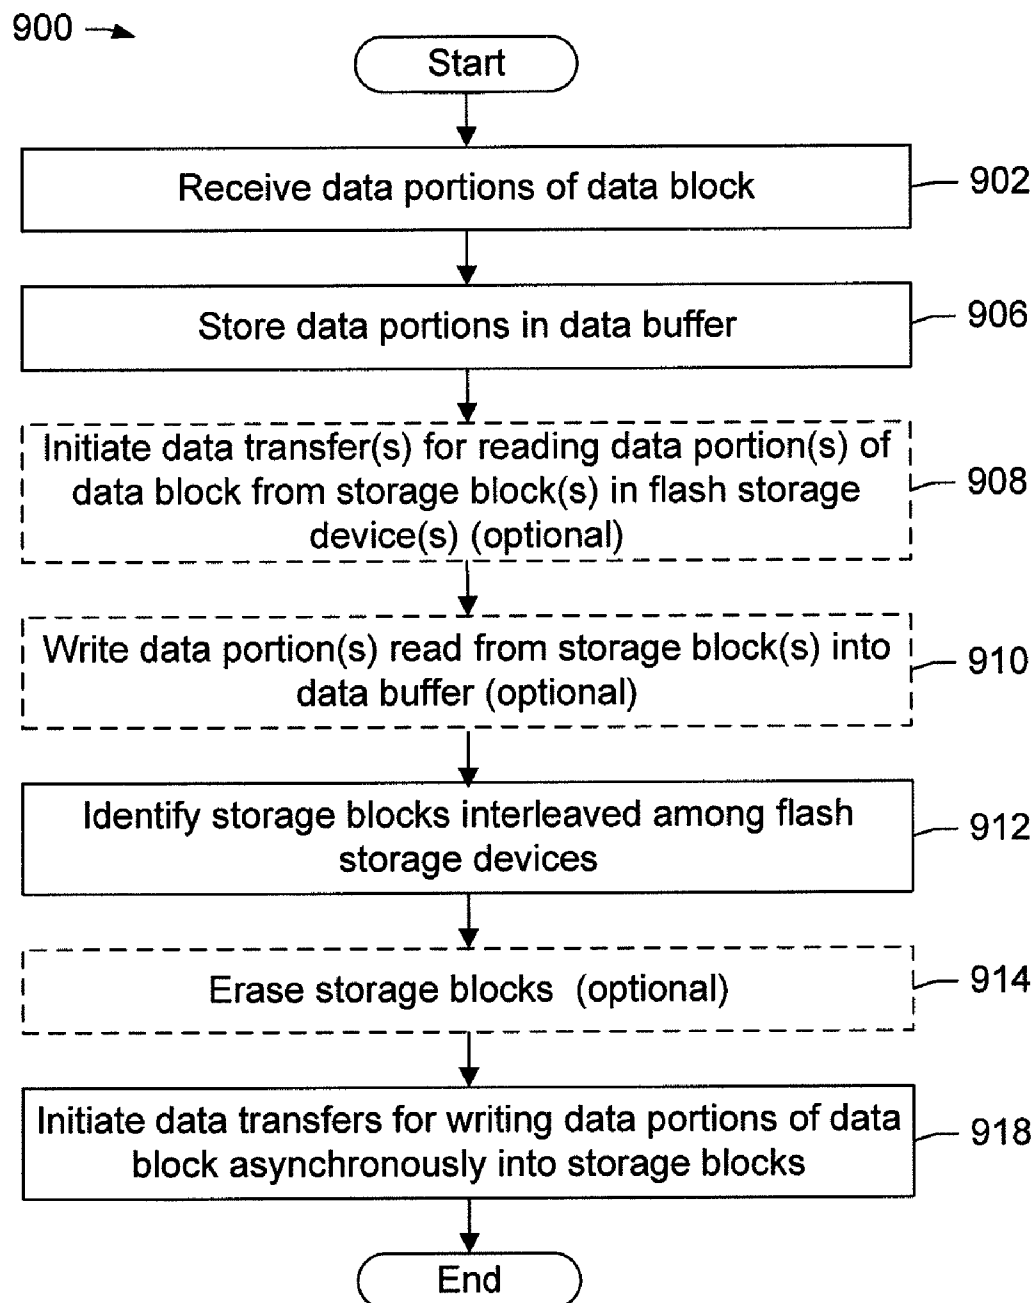 900
Start
Receive data portions of data block
902
Store data portions in data buffer
906
Initiate data transfer(s) for reading data portion(s) of
data block from storage block(s) in flash storage
device(s) (optional)
908
Write data portion(s) read from storage block(s) into
data buffer (optional)
910
Identify storage blocks interleaved among flash
storage devices
912
Erase storage blocks (optional)
914
Initiate data transfers for writing data portions of data
block asynchronously into storage blocks
918
End